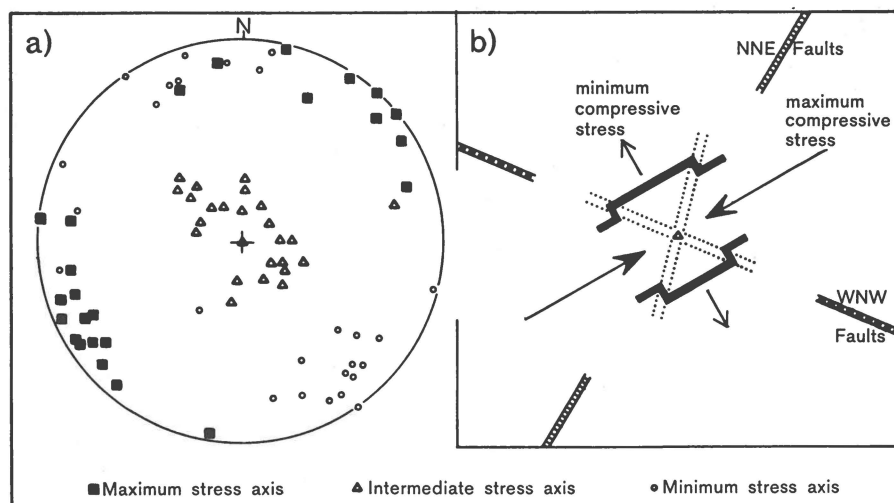 a)
N
b)
NNE Faults
minimum
compressive
stress
maximum
compressive
stress
WNW
Faults
Maximum stress axis
Intermediate stress axis
Minimum stress axis